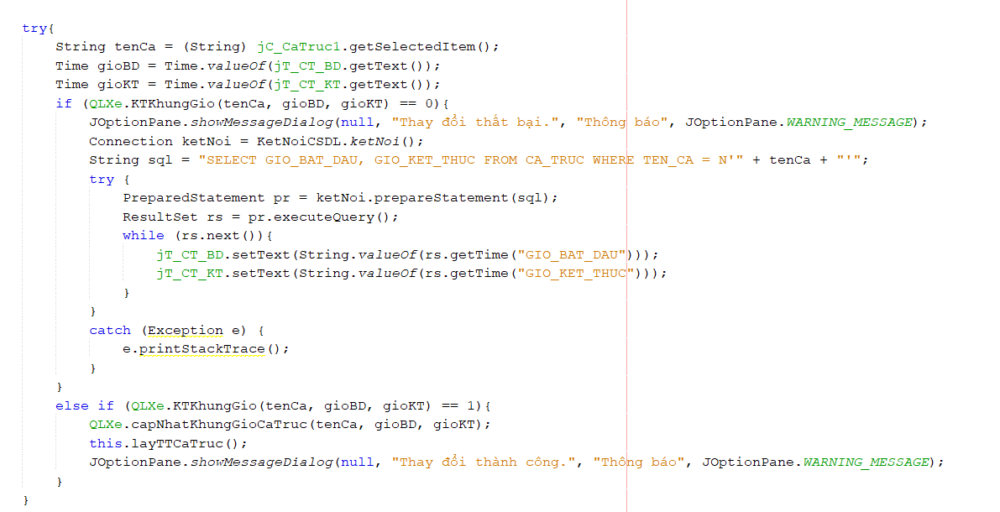 try{
    String tenCa = (String) jC_CaTruc1.getSelectedItem();
    Time gioBD = Time.valueOf(jT_CT_BD.getText());
    Time gioKT = Time.valueOf(jT_CT_KT.getText());
    if (QLXe.KTKhungGio(tenCa, gioBD, gioKT) == 0){
        JOptionPane.showMessageDialog(null, "Thay đổi thất bại.", "Thông báo", JOptionPane.WARNING_MESSAGE);
        Connection ketNoi = KetNoiCSDL.ketNoi();
        String sql = "SELECT GIO_BAT_DAU, GIO_KET_THUC FROM CA_TRUC WHERE TEN_CA = N'" + tenCa + "'";
        try {
            PreparedStatement pr = ketNoi.prepareStatement(sql);
            ResultSet rs = pr.executeQuery();
            while (rs.next()){
                jT_CT_BD.setText(String.valueOf(rs.getTime("GIO_BAT_DAU")));
                jT_CT_KT.setText(String.valueOf(rs.getTime("GIO_KET_THUC")));
            }
        }
        catch (Exception e) {
            e.printStackTrace();
        }
    }
    else if (QLXe.KTKhungGio(tenCa, gioBD, gioKT) == 1){
        QLXe.capNhatKhungGioCaTruc(tenCa, gioBD, gioKT);
        this.layTTCaTruc();
        JOptionPane.showMessageDialog(null, "Thay đổi thành công.", "Thông báo", JOptionPane.WARNING_MESSAGE);
    }
}